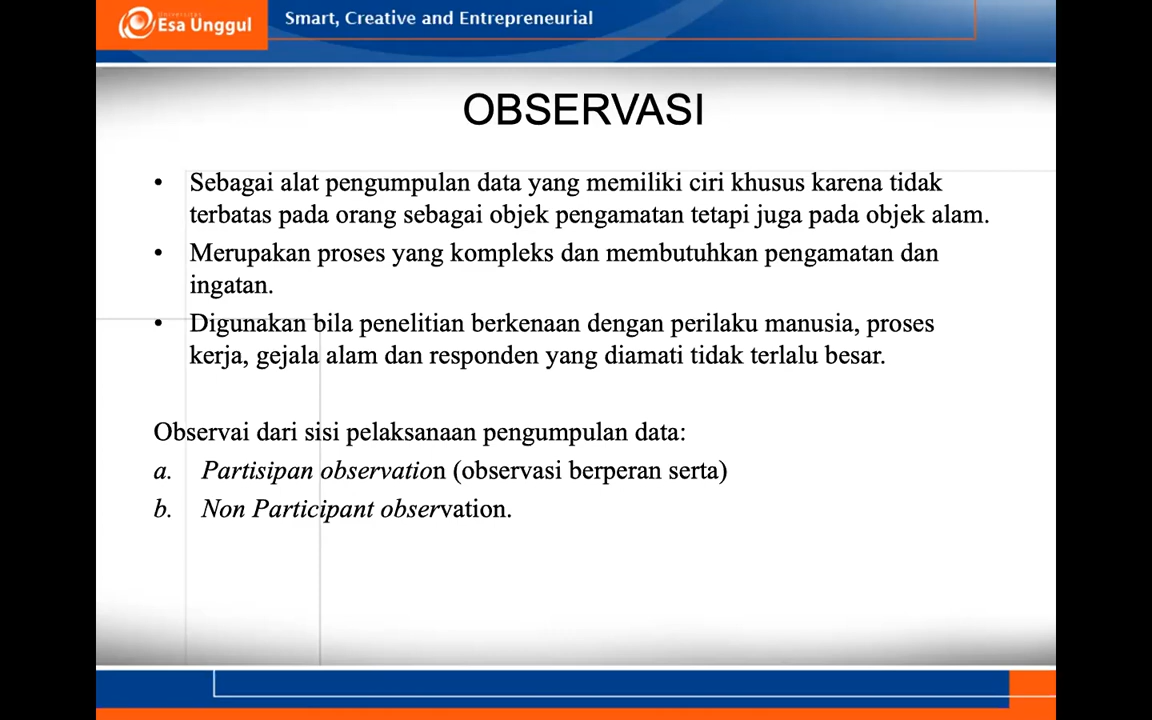 Universitas
Esa Unggul
Smart, Creative and Entrepreneurial
OBSERVASI
• Sebagai alat pengumpulan data yang memiliki ciri khusus karena tidak
terbatas pada orang sebagai objek pengamatan tetapi juga pada objek alam.
• Merupakan proses yang kompleks dan membutuhkan pengamatan dan
ingatan.
• Digunakan bila penelitian berkenaan dengan perilaku manusia, proses
kerja, gejala alam dan responden yang diamati tidak terlalu besar.
Observai dari sisi pelaksanaan pengumpulan data:
a. Partisipan observation (observasi berperan serta)
b. Non Participant observation.